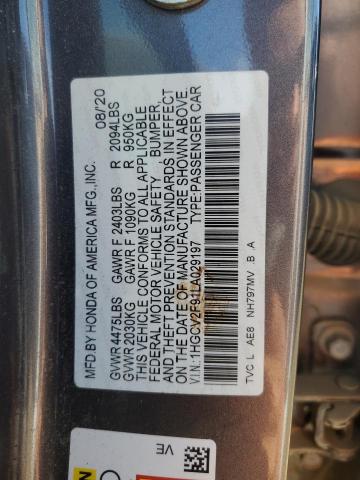 MFD. BY HONDA OF AMERICA MFG., INC. 08/20
GVWR 4475LBS GAWR F 2403LBS R 2094LBS
GVWR 2030KG GAWR F 1090KG R 950KG
THIS VEHICLE CONFORMS TO ALL APPLICABLE
FEDERAL MOTOR VEHICLE SAFETY, BUMPER,
AND THEFT PREVENTION STANDARDS IN EFFECT
ON THE DATE OF MANUFACTURE SHOWN ABOVE.
V.I.N.: 1HGCV2F91LA029197 TYPE:PASSENGER CAR
TVC L AE8 NH797MV . B . A
VE